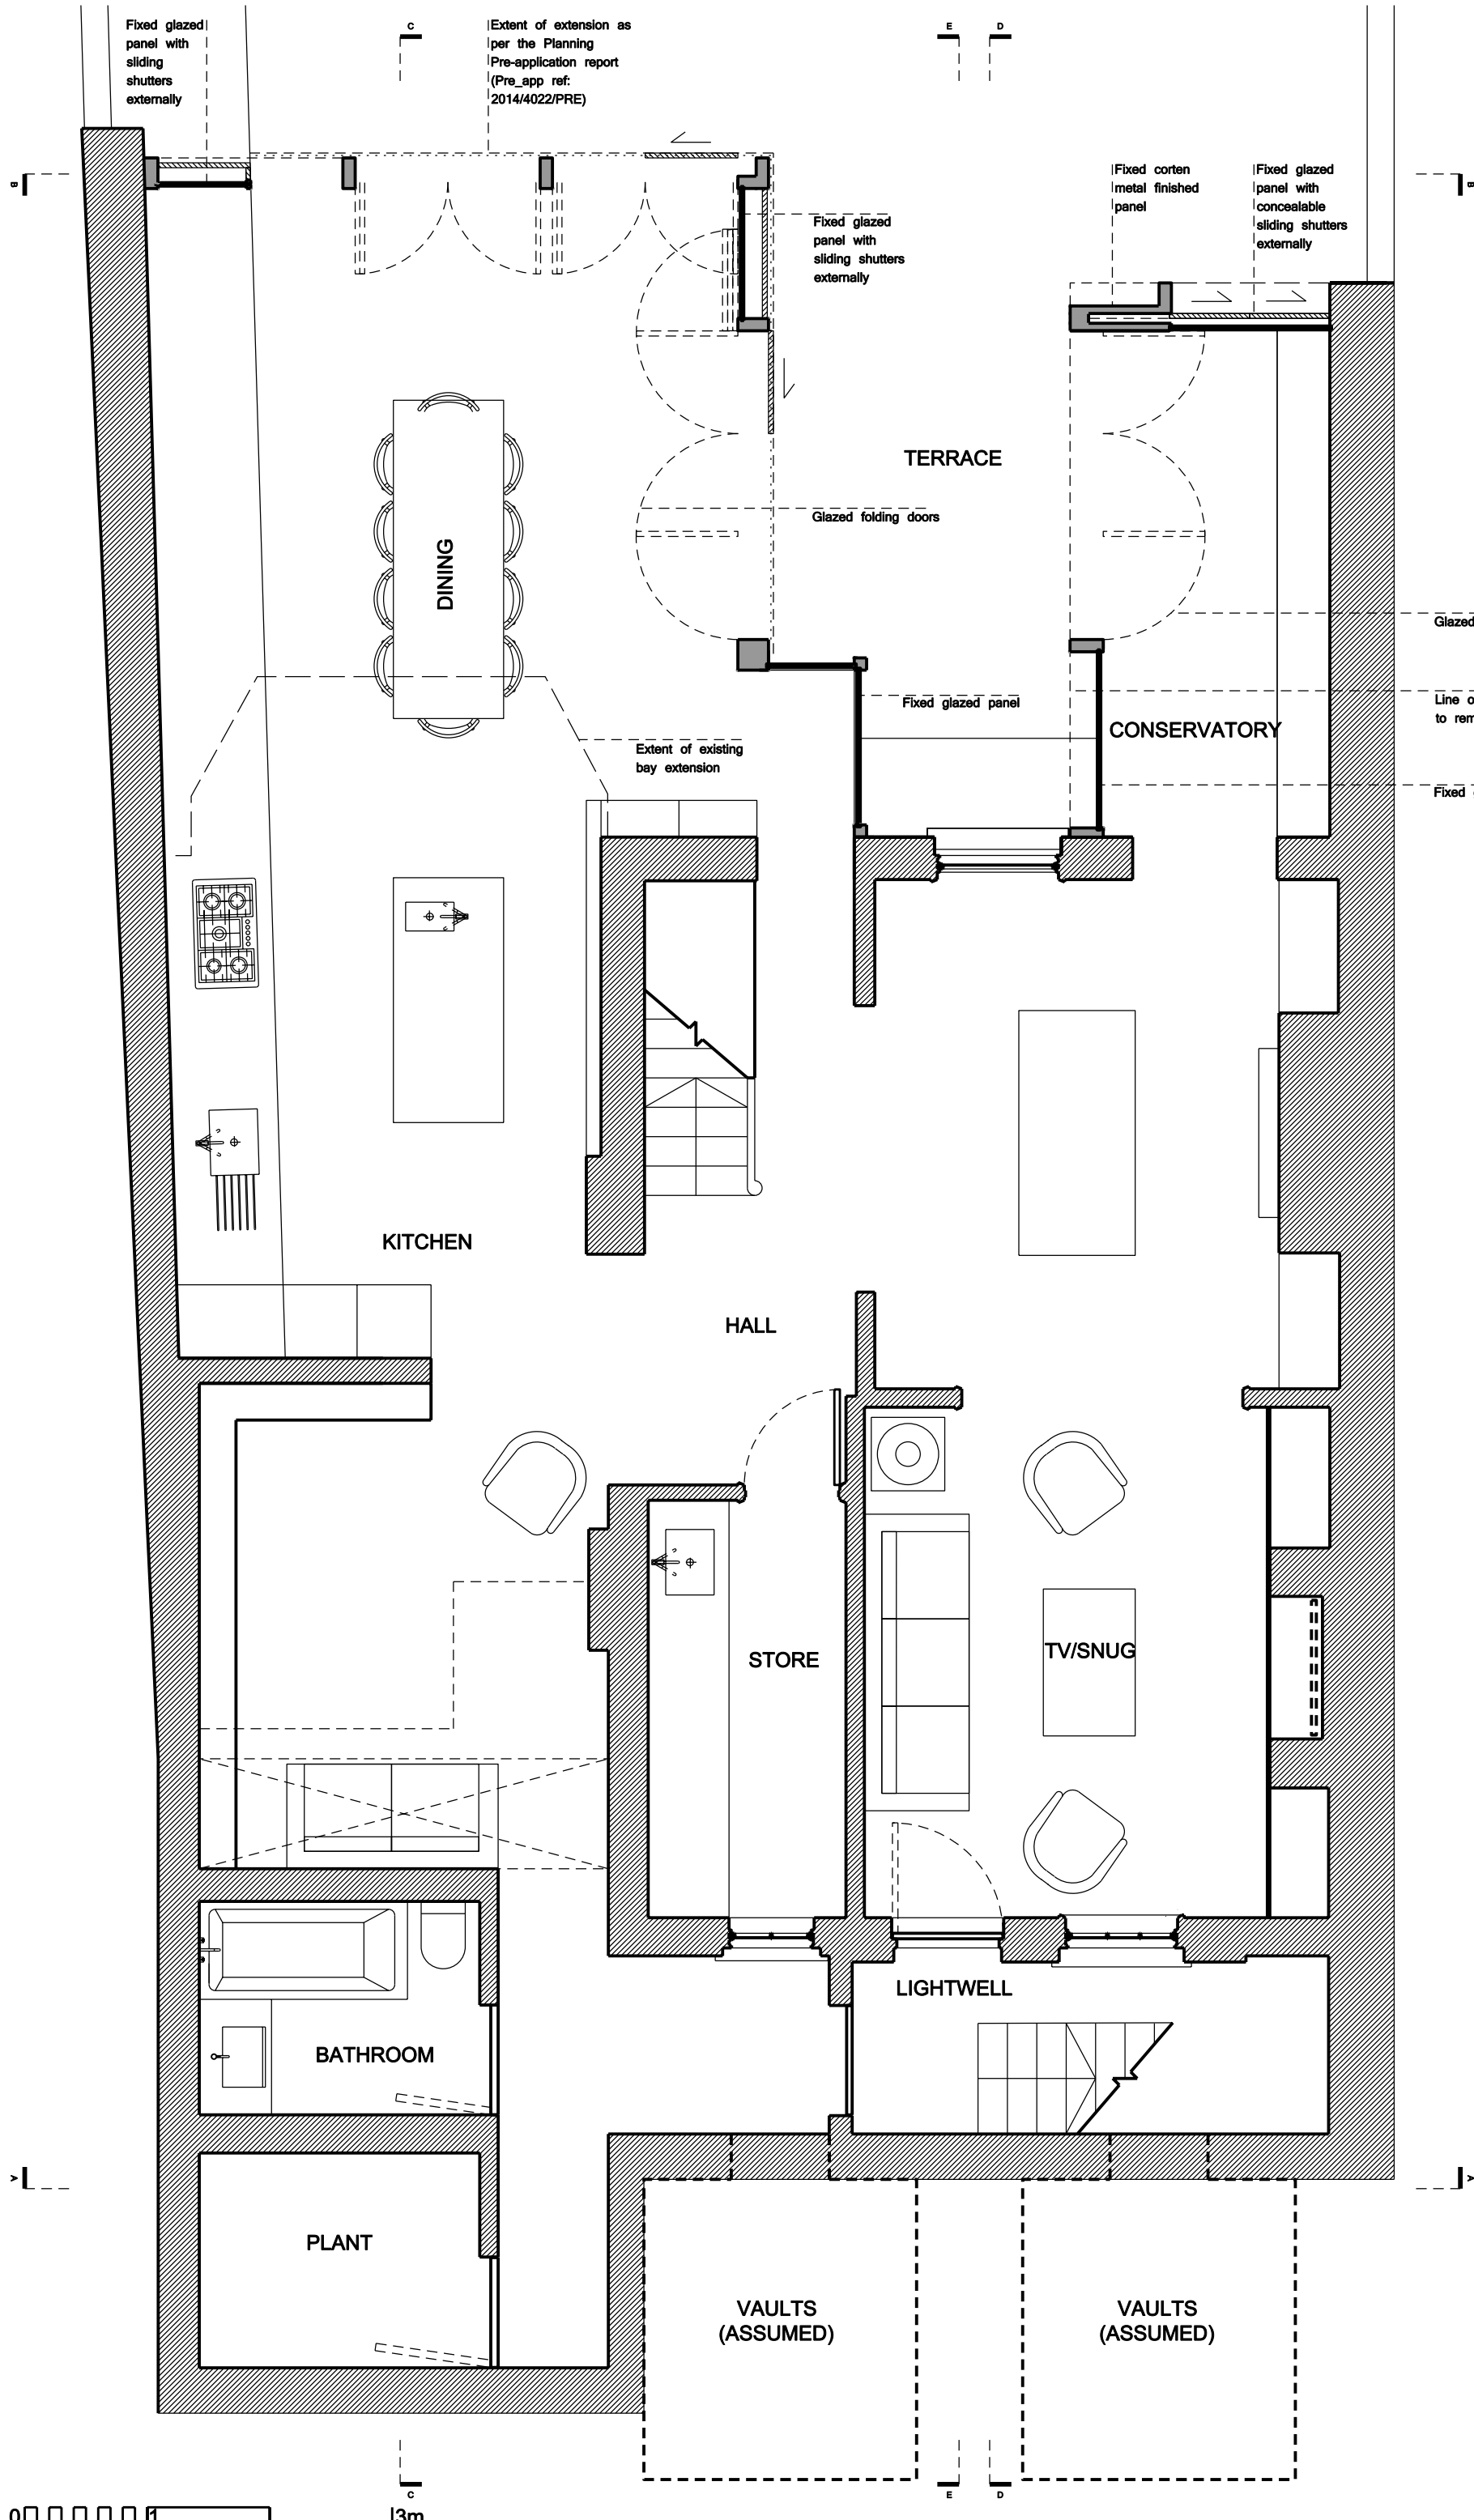 Fixed glazed
panel with
sliding
shutters
externally
C
Extent of extension as
per the Planning
Pre-application report
(Pre_app ref:
2014/4022/PRE)
E
D
B
B
Fixed glazed
panel with
sliding shutters
externally
Fixed corten
metal finished
panel
Fixed glazed
panel with
concealable
sliding shutters
externally
TERRACE
Glazed folding doors
DINING
Glazed
Fixed glazed panel
Line o
to rem
CONSERVATORY
Extent of existing
bay extension
Fixed
KITCHEN
HALL
STORE
TV/SNUG
LIGHTWELL
BATHROOM
A
A
PLANT
VAULTS
(ASSUMED)
VAULTS
(ASSUMED)
C
E
D
0
1
3m